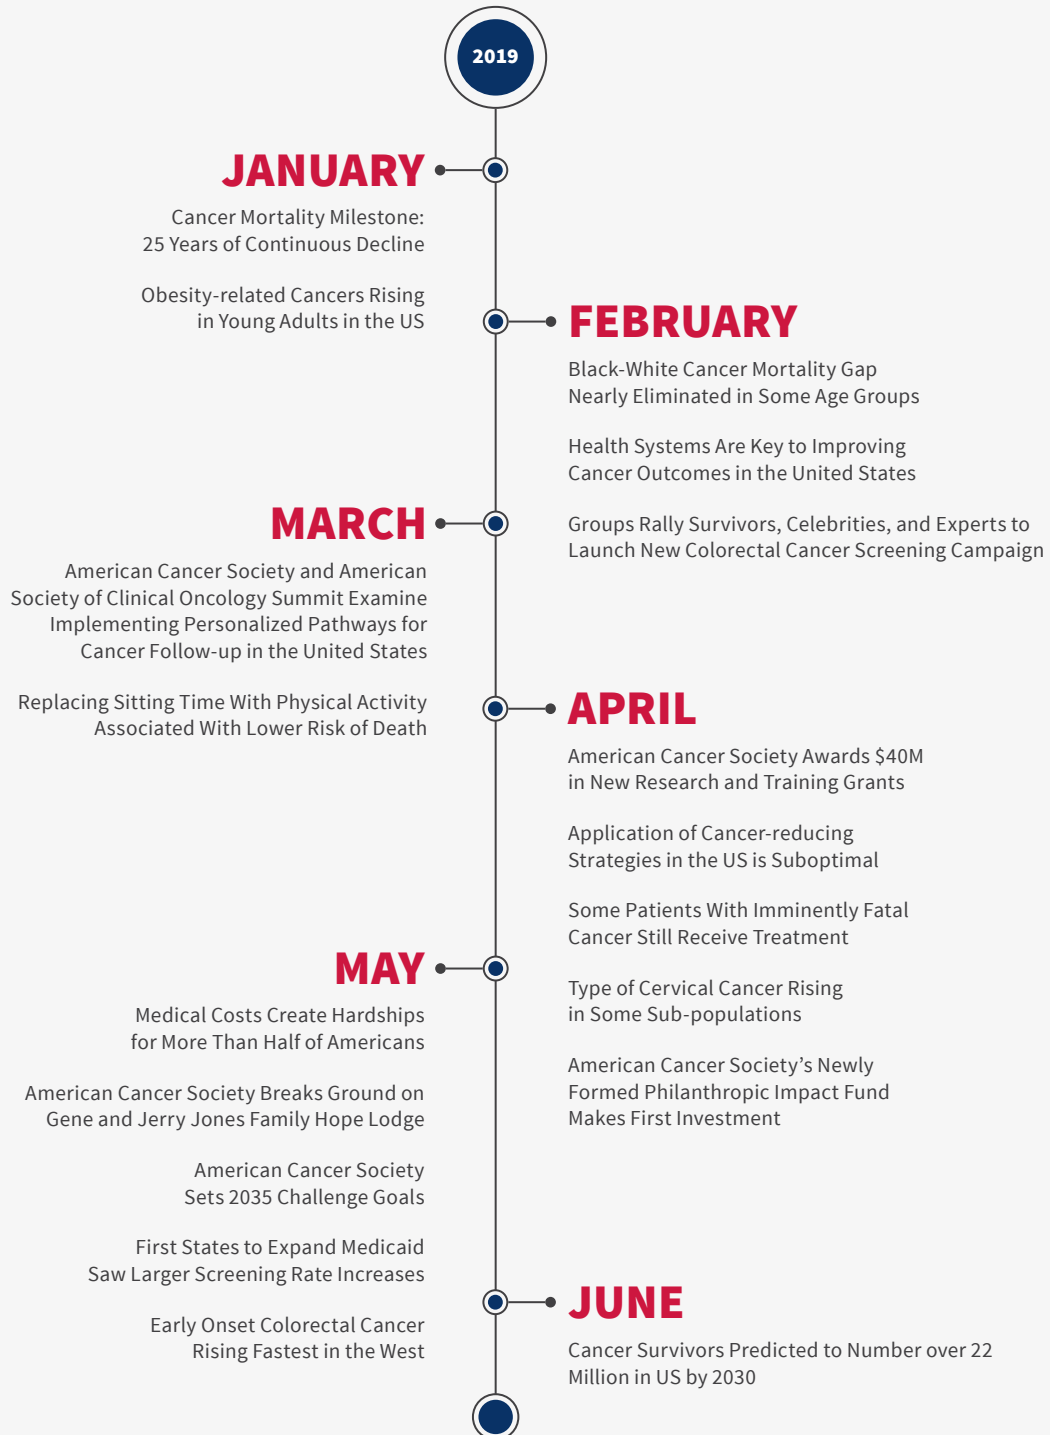 2019
JANUARY
Cancer Mortality Milestone:
25 Years of Continuous Decline
Obesity-related Cancers Rising
in Young Adults in the US
FEBRUARY
Black-White Cancer Mortality Gap
Nearly Eliminated in Some Age Groups
Health Systems Are Key to Improving
Cancer Outcomes in the United States
Groups Rally Survivors, Celebrities, and Experts to
Launch New Colorectal Cancer Screening Campaign
MARCH
American Cancer Society and American
Society of Clinical Oncology Summit Examine
Implementing Personalized Pathways for
Cancer Follow-up in the United States
Replacing Sitting Time With Physical Activity
Associated With Lower Risk of Death
APRIL
American Cancer Society Awards $40M
in New Research and Training Grants
Application of Cancer-reducing
Strategies in the US is Suboptimal
Some Patients With Imminently Fatal
Cancer Still Receive Treatment
Type of Cervical Cancer Rising
in Some Sub-populations
American Cancer Society’s Newly
Formed Philanthropic Impact Fund
Makes First Investment
MAY
Medical Costs Create Hardships
for More Than Half of Americans
American Cancer Society Breaks Ground on
Gene and Jerry Jones Family Hope Lodge
American Cancer Society
Sets 2035 Challenge Goals
First States to Expand Medicaid
Saw Larger Screening Rate Increases
Early Onset Colorectal Cancer
Rising Fastest in the West
JUNE
Cancer Survivors Predicted to Number over 22
Million in US by 2030